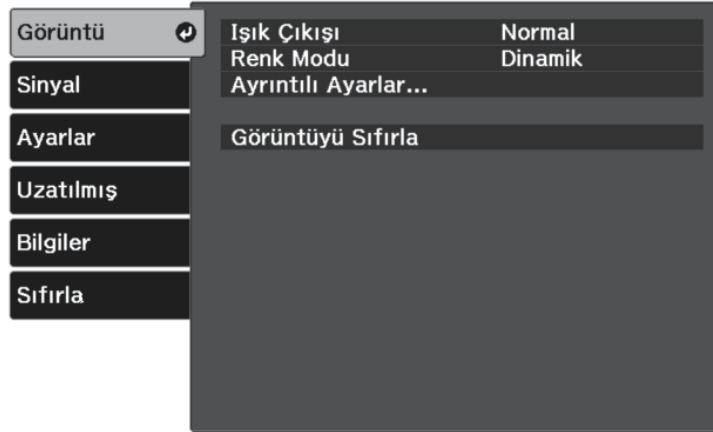 Görüntü
Sinyal
Ayarlar
Uzatılmış
Bilgiler
Sıfırla
Işık Çıkışı Normal
Renk Modu Dinamik
Ayrıntılı Ayarlar...
Görüntüyü Sıfırla